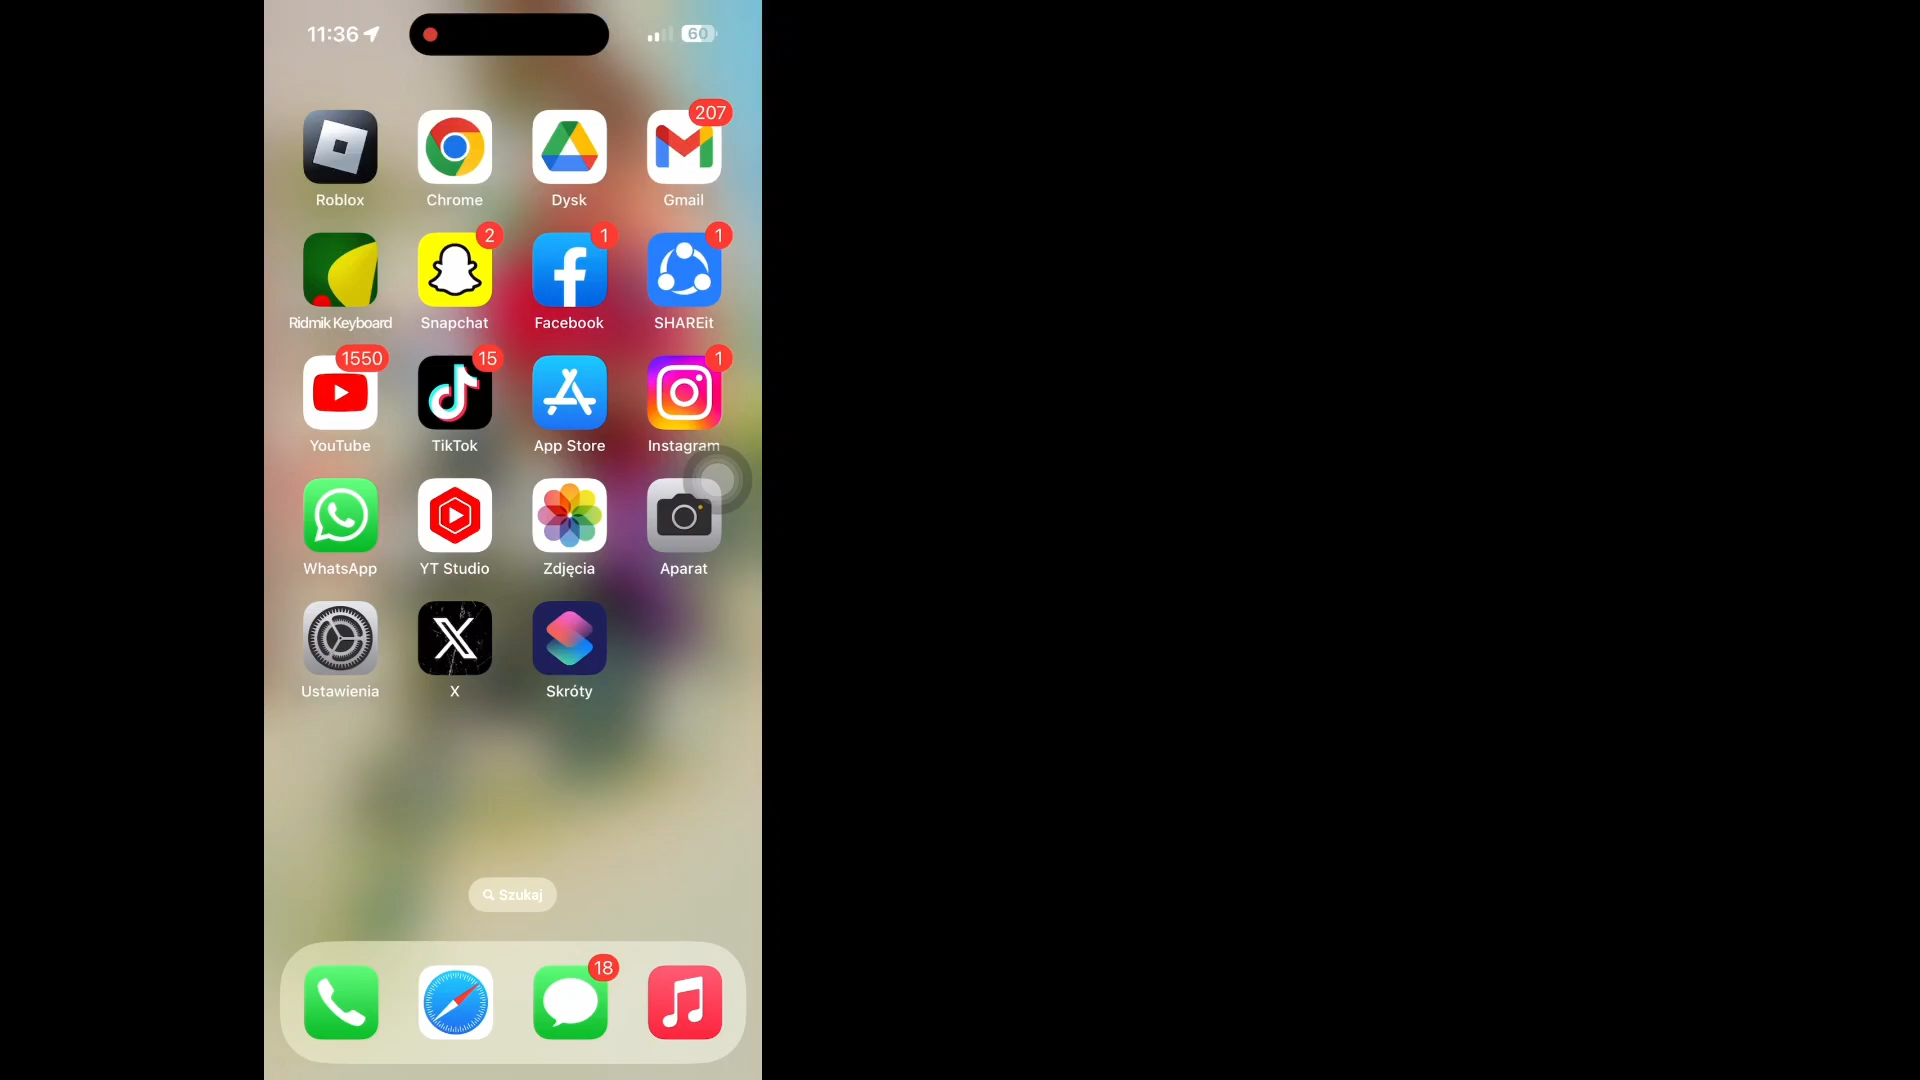 11:36 60
207
Roblox Chrome Dysk Gmail
2 1 1
Ridmik Keyboard Snapchat Facebook SHAREit
1550 15 1
YouTube TikTok App Store Instagram
WhatsApp YT Studio Zdjęcia Aparat
Ustawienia X Skróty
Szukaj
18